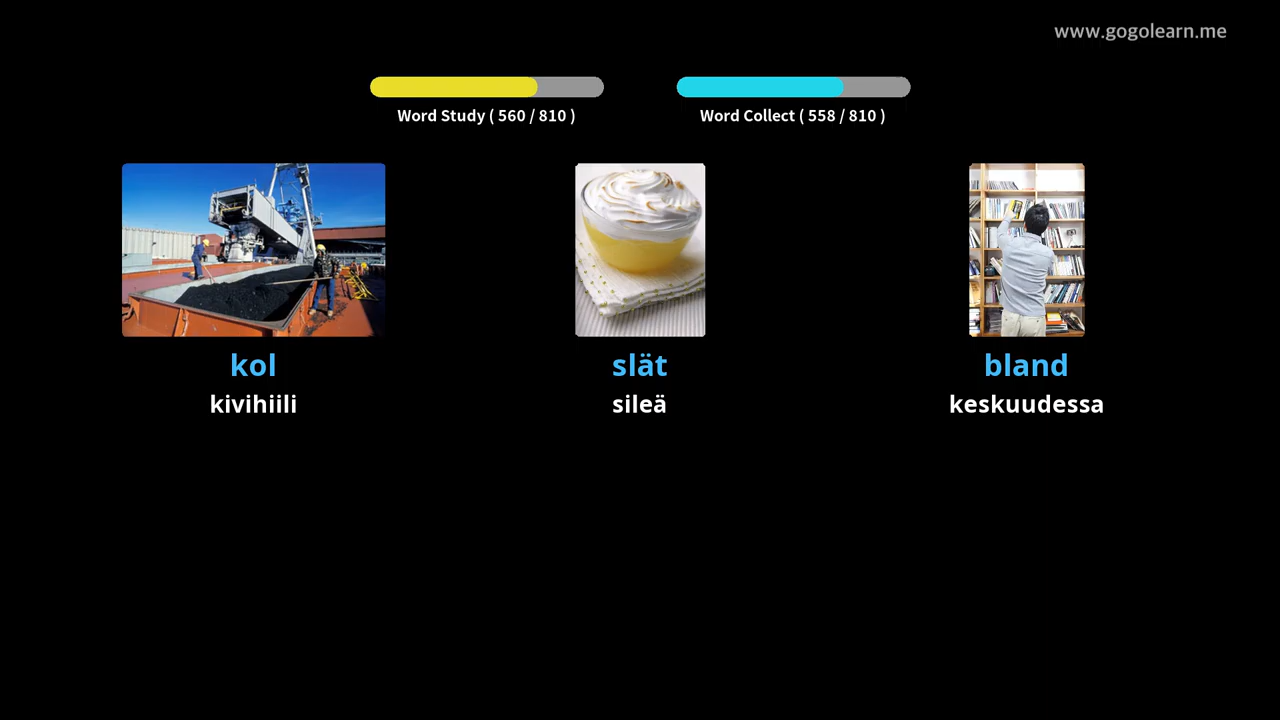 www.gogolearn.me
Word Study ( 560 / 810 )
Word Collect ( 558 / 810 )
kol
kivihiili
slät
sileä
bland
keskuudessa